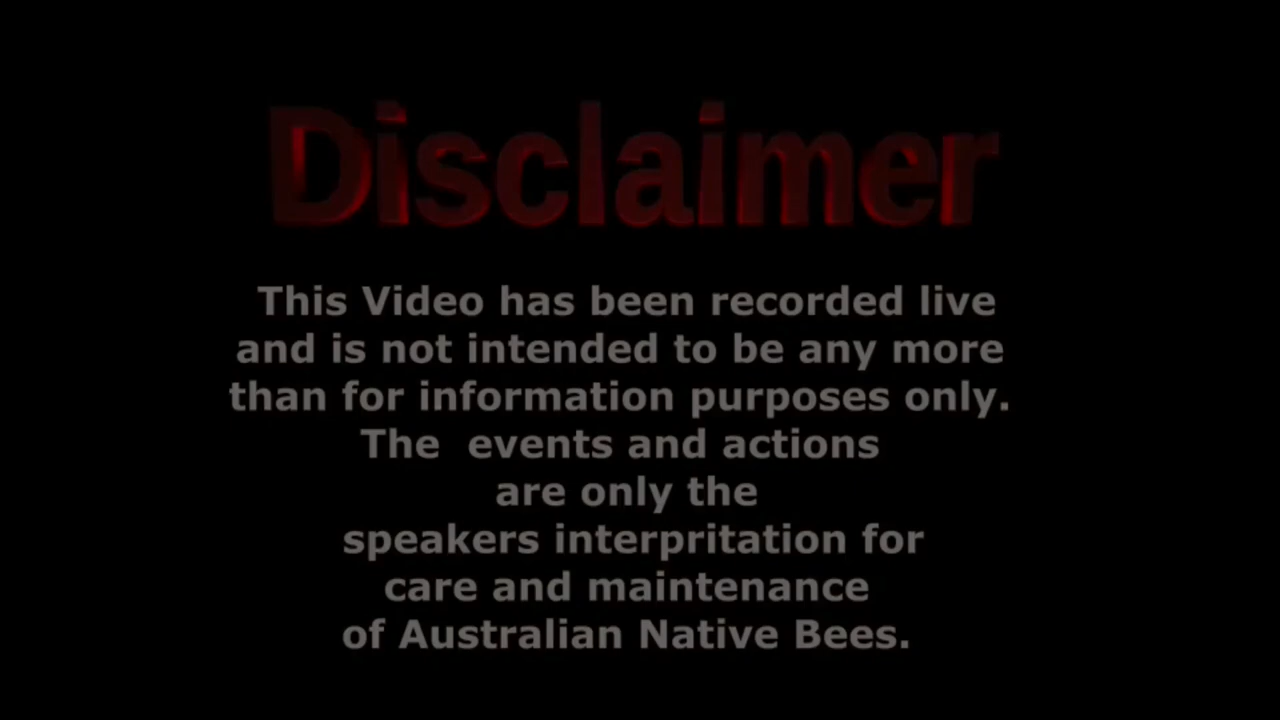 Disclaimer
This Video has been recorded live
and is not intended to be any more
than for information purposes only.
The  events and actions
are only the
speakers interpritation for
care and maintenance
of Australian Native Bees.